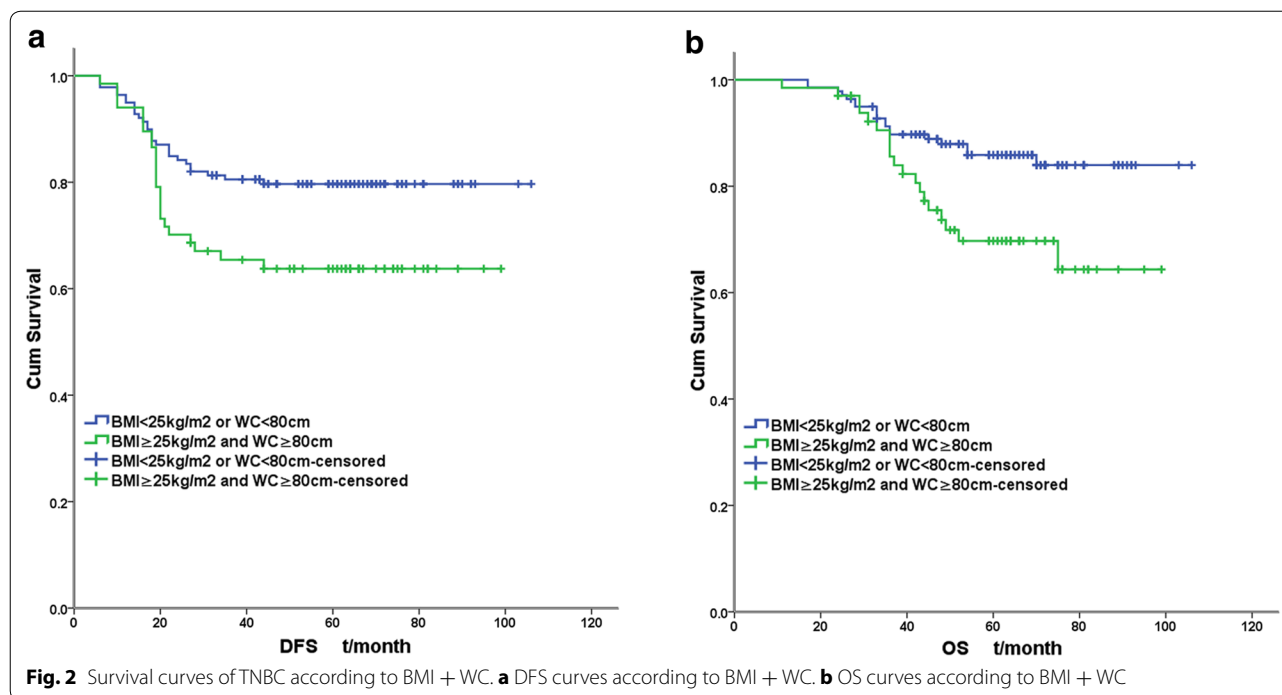 a
1.0
0.8
0.6
0.4
0.2
0.0
Cum Survival
BMI<25kg/m2 or WC<80cm
BMI≥25kg/m2 and WC≥80cm
BMI<25kg/m2 or WC<80cm-censored
BMI≥25kg/m2 and WC≥80cm-censored
0 20 40 60 80 100 120
DFS t/month
b
1.0
0.8
0.6
0.4
0.2
0.0
Cum Survival
BMI<25kg/m2 or WC<80cm
BMI≥25kg/m2 and WC≥80cm
BMI<25kg/m2 or WC<80cm-censored
BMI≥25kg/m2 and WC≥80cm-censored
0 20 40 60 80 100 120
OS t/month
Fig. 2 Survival curves of TNBC according to BMI + WC. a DFS curves according to BMI + WC. b OS curves according to BMI + WC